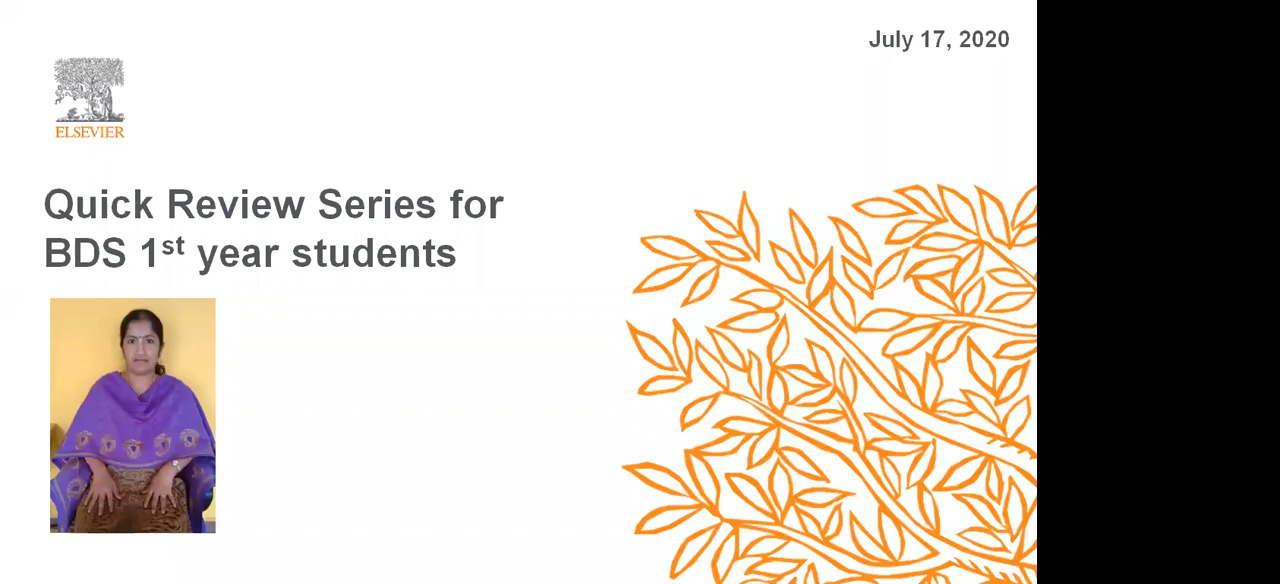 July 17, 2020
ELSEVIER
Quick Review Series for
BDS 1st year students